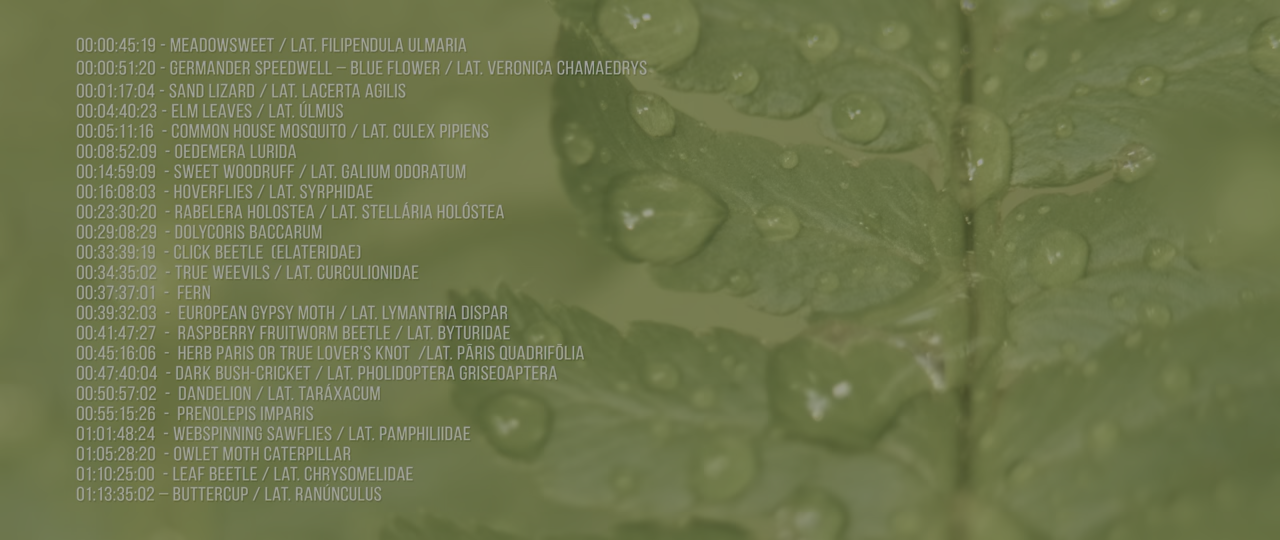 00:00:45:19 - MEADOWSWEET / LAT. FILIPENDULA ULMARIA
00:00:51:20 - GERMANDER SPEEDWELL – BLUE FLOWER / LAT. VERONICA CHAMAEDRYS
00:01:17:04 - SAND LIZARD / LAT. LACERTA AGILIS
00:04:40:23 - ELM LEAVES / LAT. ÚLMUS
00:05:11:16 - COMMON HOUSE MOSQUITO / LAT. CULEX PIPIENS
00:08:52:09 - OEDEMERA LURIDA
00:14:59:09 - SWEET WOODRUFF / LAT. GALIUM ODORATUM
00:16:08:03 - HOVERFLIES / LAT. SYRPHIDAE
00:23:30:20 - RABELERA HOLOSTEA / LAT. STELLÁRIA HOLÓSTEA
00:29:08:29 - DOLYCORIS BACCARUM
00:33:39:19 - CLICK BEETLE (ELATERIDAE)
00:34:35:02 - TRUE WEEVILS / LAT. CURCULIONIDAE
00:37:37:01 - FERN
00:39:32:03 - EUROPEAN GYPSY MOTH / LAT. LYMANTRIA DISPAR
00:41:47:27 - RASPBERRY FRUITWORM BEETLE / LAT. BYTURIDAE
00:45:16:06 - HERB PARIS OR TRUE LOVER'S KNOT /LAT. PĀRIS QUADRIFŌLIA
00:47:40:04 - DARK BUSH-CRICKET / LAT. PHOLIDOPTERA GRISEOAPTERA
00:50:57:02 - DANDELION / LAT. TARÁXACUM
00:55:15:26 - PRENOLEPIS IMPARIS
01:01:48:24 - WEBSPINNING SAWFLIES / LAT. PAMPHILIIDAE
01:05:28:20 - OWLET MOTH CATERPILLAR
01:10:25:00 - LEAF BEETLE / LAT. CHRYSOMELIDAE
01:13:35:02 – BUTTERCUP / LAT. RANÚNCULUS